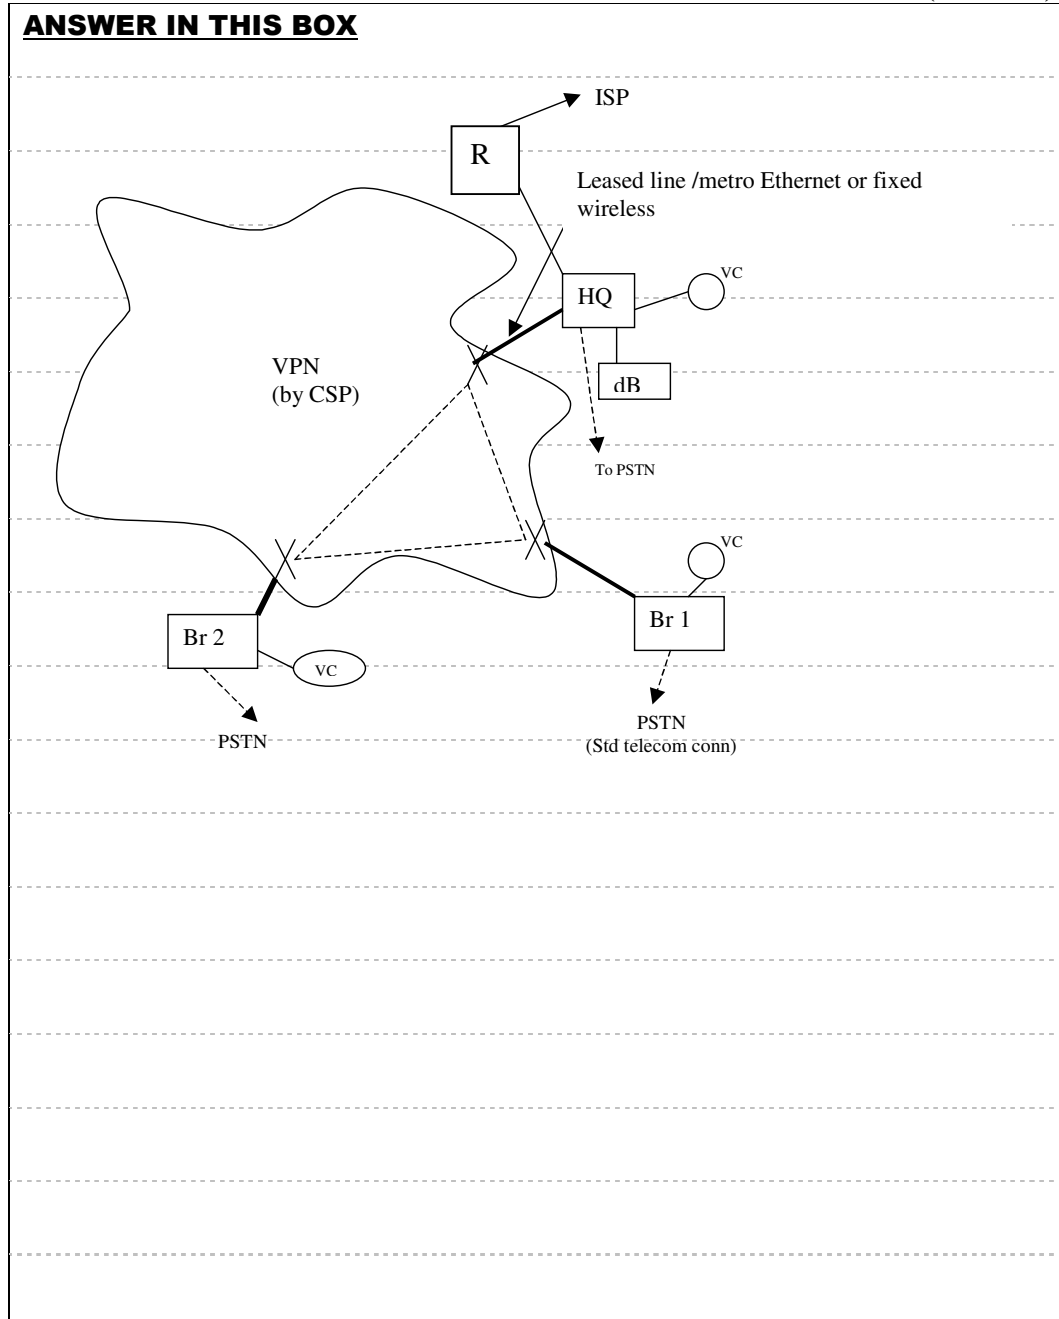 ANSWER IN THIS BOX
ISP
R
Leased line /metro Ethernet or fixed
wireless
VC
HQ
VPN
(by CSP)
dB
To PSTN
VC
Br 1
Br 2
VC
PSTN
(Std telecom conn)
PSTN